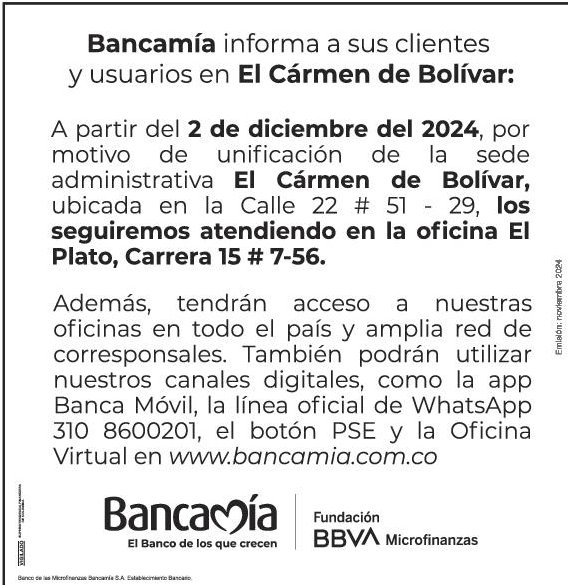 Bancamía informa a sus clientes
y usuarios en El Cármen de Bolívar:
A partir del 2 de diciembre del 2024, por
motivo de unificación de la sede
administrativa El Cármen de Bolívar,
ubicada en la Calle 22 # 51 - 29, los
seguiremos atendiendo en la oficina El
Plato, Carrera 15 # 7-56.
Además, tendrán acceso a nuestras
oficinas en todo el país y amplia red de
corresponsales. También podrán utilizar
nuestros canales digitales, como la app
Banca Móvil, la línea oficial de WhatsApp
310 8600201, el botón PSE y la Oficina
Virtual en www.bancamia.com.co
Emisión: noviembre 2024
Bancamía
El Banco de los que crecen
Fundación
BBVA Microfinanzas
VIGILADO
Banco de las Microfinanzas Bancamía S.A. Establecimiento Bancario.